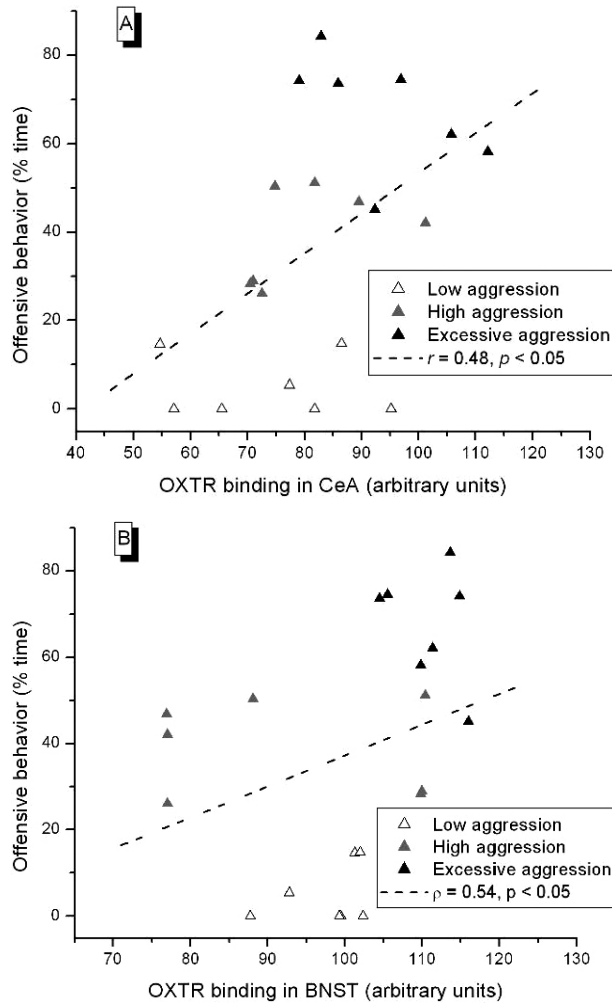 A
Offensive behavior (% time)
80
60
40
20
0
Low aggression
High aggression
Excessive aggression
r = 0.48, p < 0.05
40 50 60 70 80 90 100 110 120 130
OXTR binding in CeA (arbitrary units)
B
Offensive behavior (% time)
80
60
40
20
0
Low aggression
High aggression
Excessive aggression
ρ = 0.54, p < 0.05
70 80 90 100 110 120 130
OXTR binding in BNST (arbitrary units)